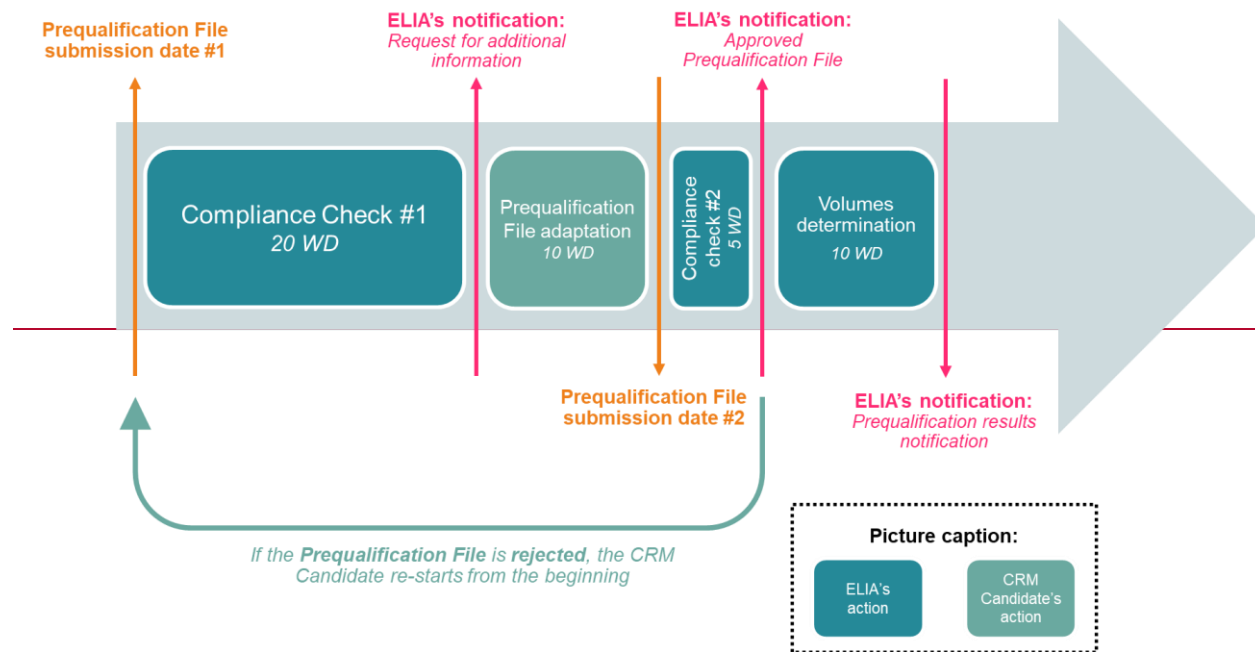 Prequalification File
submission date #1
ELIA's notification:
Request for additional
information
ELIA's notification:
Approved
Prequalification File
Compliance Check #1
20 WD
Prequalification
File adaptation
10 WD
Compliance
check #2
5 WD
Volumes
determination
10 WD
Prequalification File
submission date #2
ELIA's notification:
Prequalification results
notification
If the Prequalification File is rejected, the CRM
Candidate re-starts from the beginning
Picture caption:
ELIA's
action
CRM
Candidate's
action